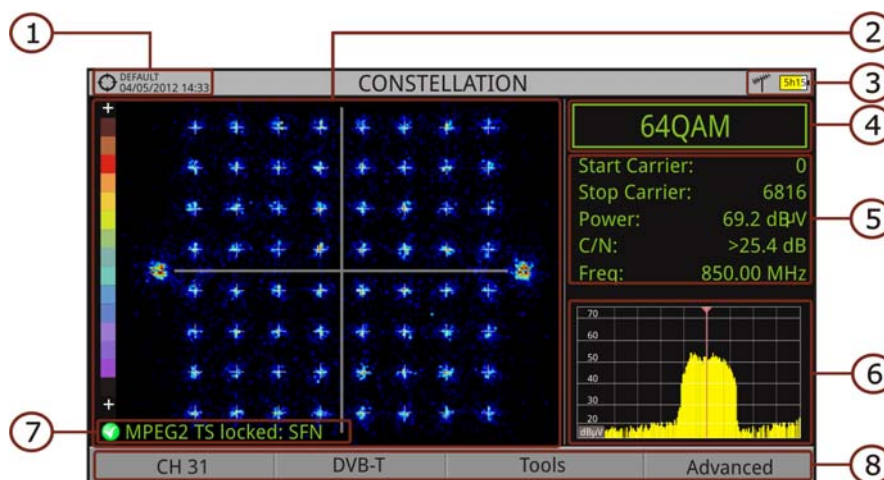 1
2
3
4
5
6
7
8
DEFAULT
04/05/2012 14:33
CONSTELLATION
5h15
+
+
64QAM
Start Carrier: 0
Stop Carrier: 6816
Power: 69.2 dBµV
C/N: >25.4 dB
Freq: 850.00 MHz
70
60
50
40
30
20
dBµV
MPEG2 TS locked: SFN
CH 31 DVB-T Tools Advanced